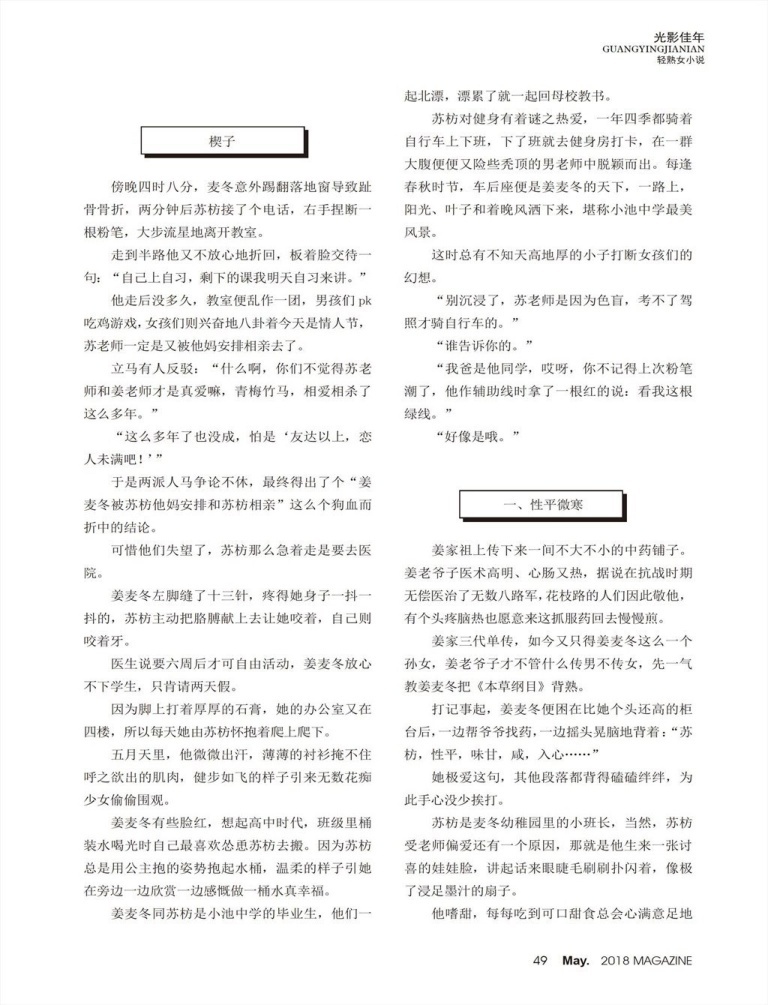 光影佳年
GUANGYINGJIANIAN
轻熟女小说
楔子
傍晚四时八分，麦冬意外踢翻落地窗导致趾
骨骨折，两分钟后苏枋接了个电话，右手捏断一
根粉笔，大步流星地离开教室。
走到半路他又不放心地折回，板着脸交待一
句：“自己上自习，剩下的课我明天自习来讲。”
他走后没多久，教室便乱作一团，男孩们 pk
吃鸡游戏，女孩们则兴奋地八卦着今天是情人节，
苏老师一定是又被他妈安排相亲去了。
立马有人反驳：“什么啊，你们不觉得苏老
师和姜老师才是真爱嘛，青梅竹马，相爱相杀了
这么多年。”
“这么多年了也没成，怕是‘友达以上，恋
人未满吧！’”
于是两派人马争论不休，最终得出了个“姜
麦冬被苏枋他妈安排和苏枋相亲”这么个狗血而
折中的结论。
可惜他们失望了，苏枋那么急着走是要去医
院。
姜麦冬左脚缝了十三针，疼得她身子一抖一
抖的，苏枋主动把胳膊献上去让她咬着，自己则
咬着牙。
医生说要六周后才可自由活动，姜麦冬放心
不下学生，只肯请两天假。
因为脚上打着厚厚的石膏，她的办公室又在
四楼，所以每天她由苏枋怀抱着爬上爬下。
五月天里，他微微出汗，薄薄的衬衫掩不住
呼之欲出的肌肉，健步如飞的样子引来无数花痴
少女偷偷围观。
姜麦冬有些脸红，想起高中时代，班级里桶
装水喝光时自己最喜欢怂恿苏枋去搬。因为苏枋
总是用公主抱的姿势抱起水桶，温柔的样子引她
在旁边一边欣赏一边感慨做一桶水真幸福。
姜麦冬同苏枋是小池中学的毕业生，他们一
起北漂，漂累了就一起回母校教书。
苏枋对健身有着谜之热爱，一年四季都骑着
自行车上下班，下了班就去健身房打卡，在一群
大腹便便又险些秃顶的男老师中脱颖而出。每逢
春秋时节，车后座便是姜麦冬的天下，一路上，
阳光、叶子和着晚风洒下来，堪称小池中学最美
风景。
这时总有不知天高地厚的小子打断女孩们的
幻想。
“别沉浸了，苏老师是因为色盲，考不了驾
照才骑自行车的。”
“谁告诉你的。”
“我爸是他同学，哎呀，你不记得上次粉笔
潮了，他作辅助线时拿了一根红的说：看我这根
绿线。”
“好像是哦。”
一、性平微寒
姜家祖上传下来一间不大不小的中药铺子。
姜老爷子医术高明、心肠又热，据说在抗战时期
无偿医治了无数八路军，花枝路的人们因此敬他，
有个头疼脑热也愿意来这抓服药回去慢慢煎。
姜家三代单传，如今又只得姜麦冬这么一个
孙女，姜老爷子才不管什么传男不传女，先一气
教姜麦冬把《本草纲目》背熟。
打记事起，姜麦冬便困在比她个头还高的柜
台后，一边帮爷爷找药，一边摇头晃脑地背着：“苏
枋，性平，味甘，咸，入心……”
她极爱这句，其他段落都背得磕磕绊绊，为
此手心没少挨打。
苏枋是麦冬幼稚园里的小班长，当然，苏枋
受老师偏爱还有一个原因，那就是他生来一张讨
喜的娃娃脸，讲起话来眼睫毛刷刷扑闪着，像极
了浸足墨汁的扇子。
他嗜甜，每每吃到可口甜食总会心满意足地
49 May. 2018 MAGAZINE